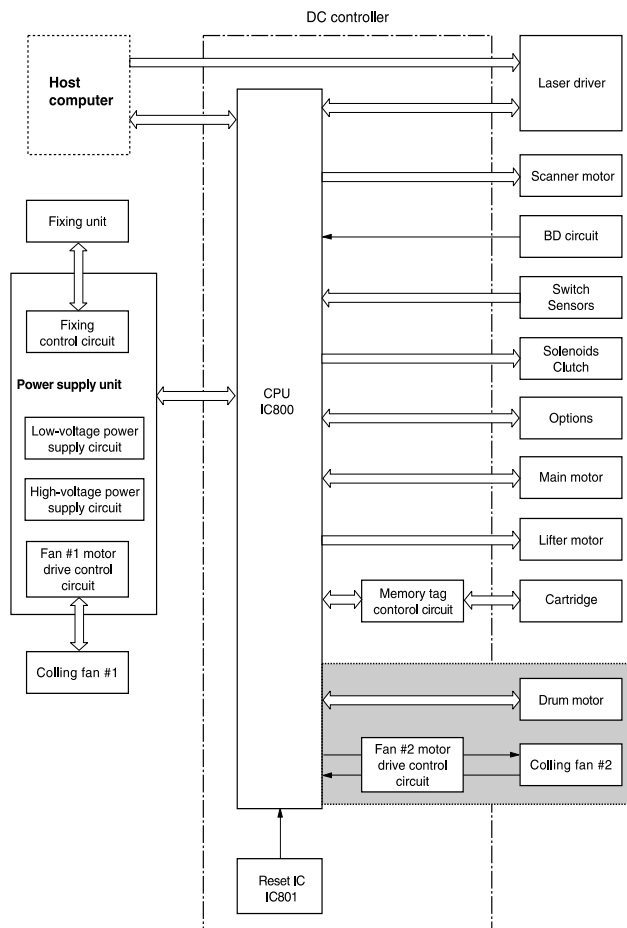 DC controller
Host
computer
Laser driver
Scanner motor
Fixing unit
BD circuit
Switch
Sensors
Fixing
control circuit
Solenoids
Clutch
Power supply unit
CPU
IC800
Options
Low-voltage power
supply circuit
Main motor
High-voltage power
supply circuit
Lifter motor
Fan #1 motor
drive control
circuit
Memory tag
contorol circuit
Cartridge
Colling fan #1
Drum motor
Fan #2 motor
drive control
circuit
Colling fan #2
Reset IC
IC801